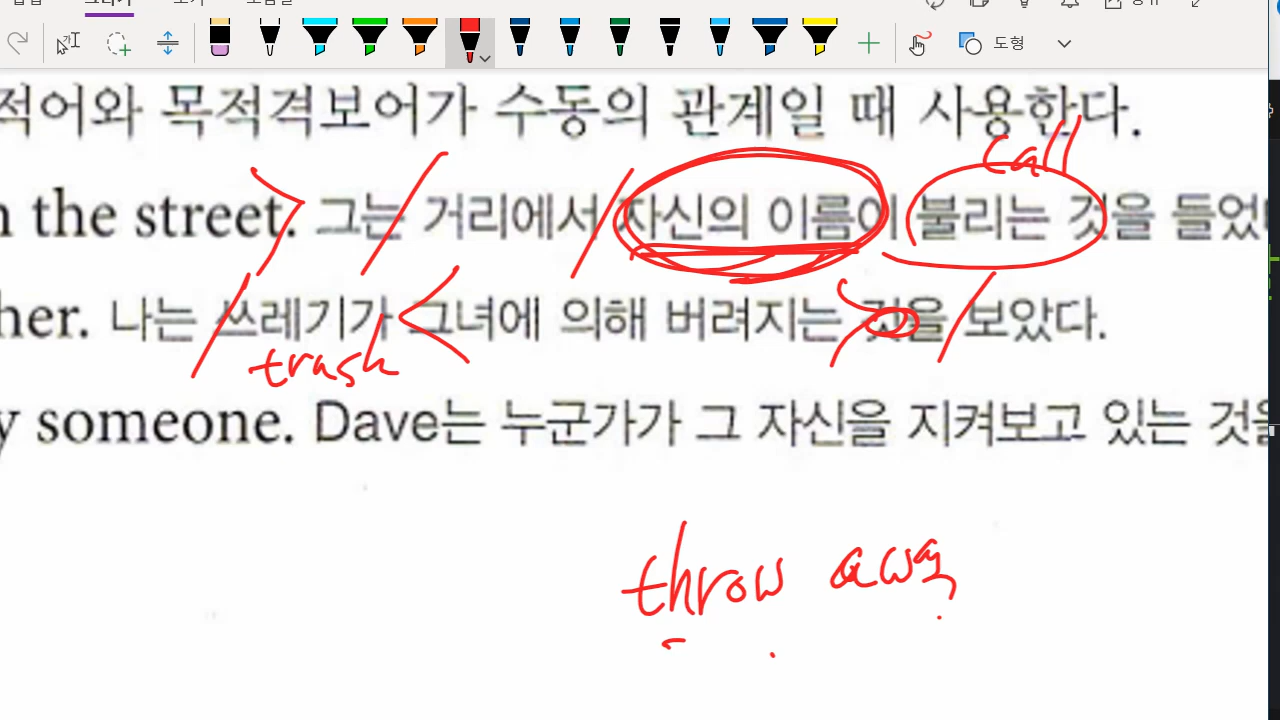 그리기
도형
적어와 목적격보어가 수동의 관계일 때 사용한다.
call
the street. 그는 거리에서 자신의 이름이 불리는 것을 들었
her. 나는 쓰레기가 그녀에 의해 버려지는 것을 보았다.
trash
y someone. Dave는 누군가가 그 자신을 지켜보고 있는 것을
throw away